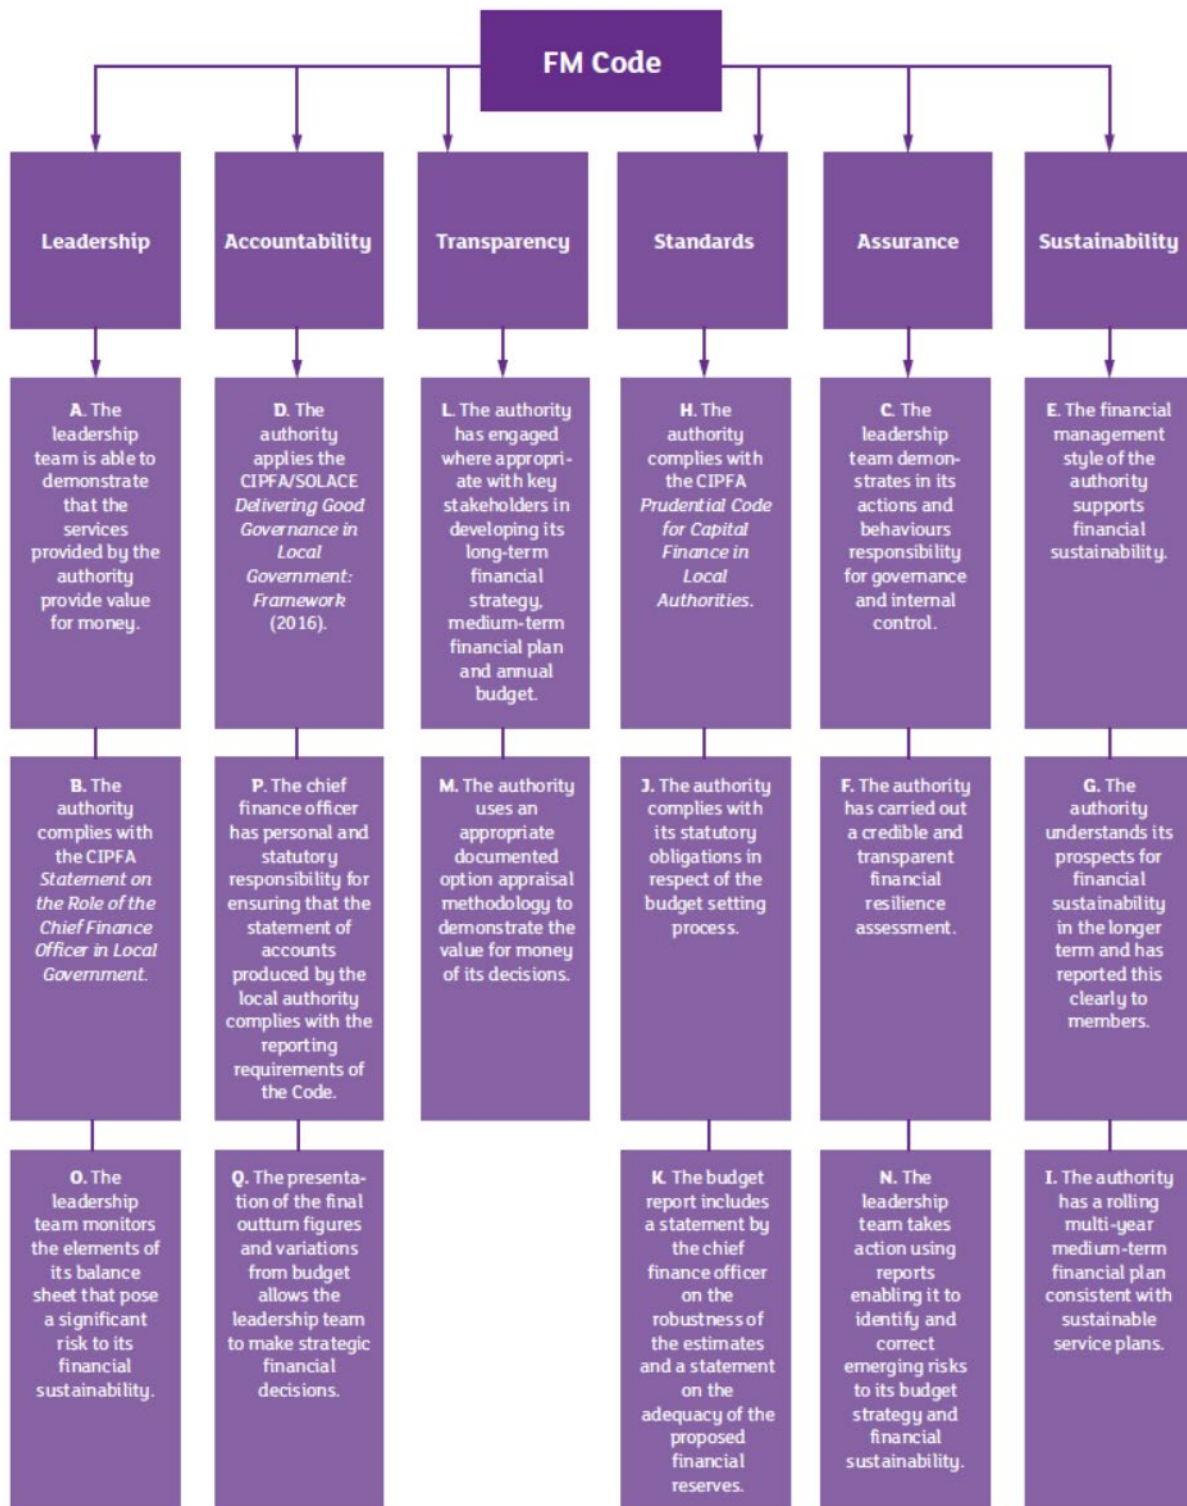 FM Code
Leadership
Accountability
Transparency
Standards
Assurance
Sustainability
A. The
leadership
team is able to
demonstrate
that the
services
provided by the
authority
provide value
for money.
D. The
authority
applies the
CIPFA/SOLACE
Delivering Good
Governance in
Local
Government:
Framework
(2016).
L. The authority
has engaged
where appropri-
ate with key
stakeholders in
developing its
long-term
financial
strategy,
medium-term
financial plan
and annual
budget.
H. The
authority
complies with
the CIPFA
Prudential Code
for Capital
Finance in
Local
Authorities.
C. The
leadership
team demon-
strates in its
actions and
behaviours
responsibility
for governance
and internal
control.
E. The financial
management
style of the
authority
supports
financial
sustainability.
B. The
authority
complies with
the CIPFA
Statement on
the Role of the
Chief Finance
Officer in Local
Government.
P. The chief
finance officer
has personal and
statutory
responsibility for
ensuring that the
statement of
accounts
produced by the
local authority
complies with the
reporting
requirements of
the Code.
M. The authority
uses an
appropriate
documented
option appraisal
methodology to
demonstrate the
value for money
of its decisions.
J. The authority
complies with
its statutory
obligations in
respect of the
budget setting
process.
F. The authority
has carried out
a credible and
transparent
financial
resilience
assessment.
G. The
authority
understands its
prospects for
financial
sustainability
in the longer
term and has
reported this
clearly to
members.
O. The
leadership
team monitors
the elements of
its balance
sheet that pose
a significant
risk to its
financial
sustainability.
Q. The presenta-
tion of the final
outturn figures
and variations
from budget
allows the
leadership team
to make strategic
financial
decisions.
K. The budget
report includes
a statement by
the chief
finance officer
on the
robustness of
the estimates
and a statement
on the
adequacy of the
proposed
financial
reserves.
N. The
leadership
team takes
action using
reports
enabling it to
identify and
correct
emerging risks
to its budget
strategy and
financial
sustainability.
I. The authority
has a rolling
multi-year
medium-term
financial plan
consistent with
sustainable
service plans.